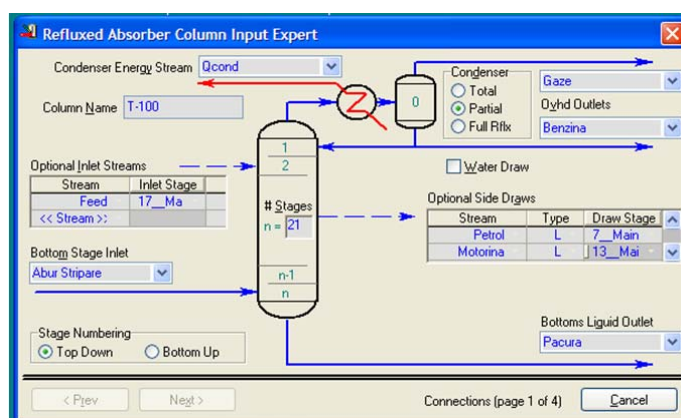 Refluxed Absorber Column Input Expert
Condenser Energy Stream Qcond
Column Name T-100
0
Condenser
Total
Partial
Full Rflx
Gaze
Ovhd Outlets
Benzina
Water Draw
1
2
# Stages
n = 21
n-1
n
Optional Inlet Streams
Stream Inlet Stage
Feed 17__Ma
<< Stream >>
Optional Side Draws
Stream Type Draw Stage
Petrol L 7__Main
Motorina L 13__Mai
Bottom Stage Inlet
Abur Stripare
Stage Numbering
Top Down Bottom Up
Bottoms Liquid Outlet
Pacura
< Prev Next > Connections (page 1 of 4) Cancel